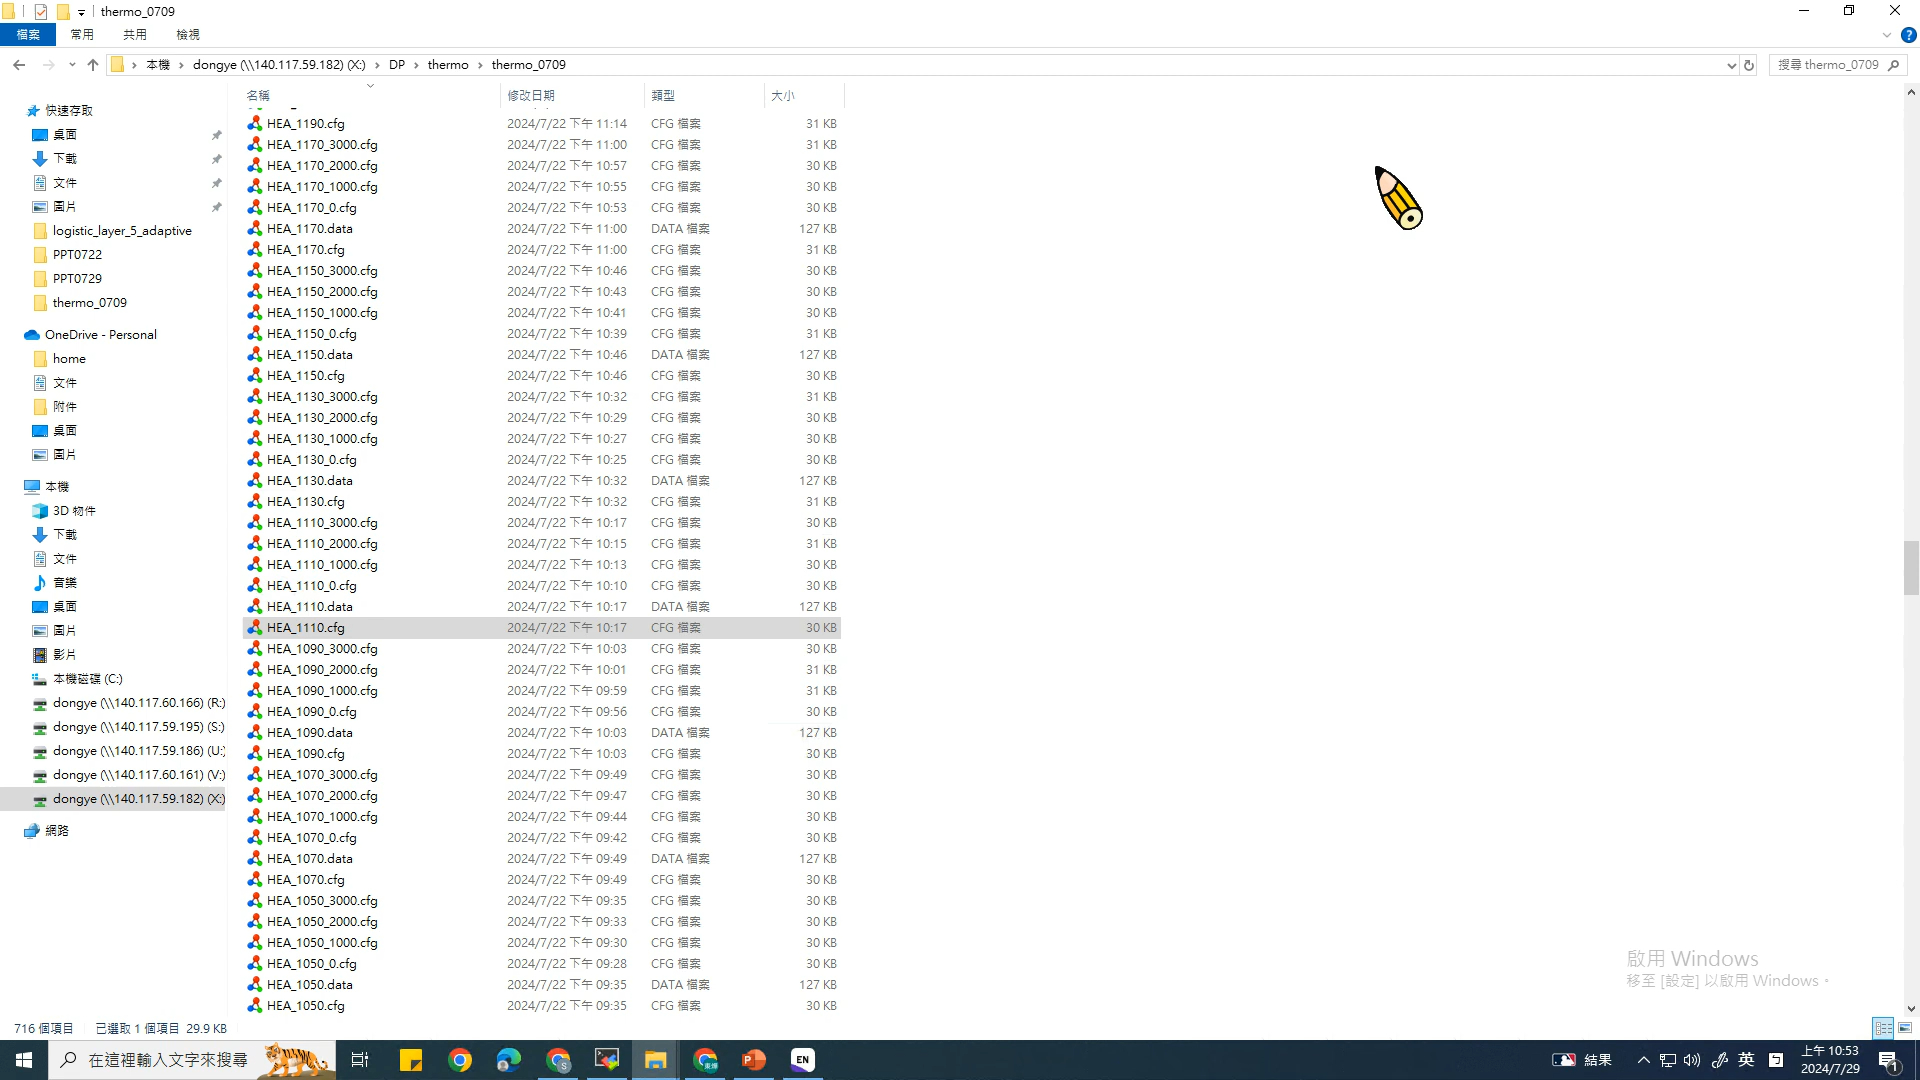 thermo_0709
檔案 常用 共用 檢視
本機 dongye (\\140.117.59.182) (X:) DP thermo thermo_0709 搜尋 thermo_0709
快速存取
桌面
下載
文件
圖片
logistic_layer_5_adaptive
PPT0722
PPT0729
thermo_0709
OneDrive - Personal
home
文件
附件
桌面
圖片
本機
3D 物件
下載
文件
音樂
桌面
圖片
影片
本機磁碟 (C:)
dongye (\\140.117.60.166) (R:)
dongye (\\140.117.59.195) (S:)
dongye (\\140.117.59.186) (U:)
dongye (\\140.117.60.161) (V:)
dongye (\\140.117.59.182) (X:)
網路
名稱 修改日期 類型 大小
HEA_1190.cfg 2024/7/22 下午 11:14 CFG 檔案 31 KB
HEA_1170_3000.cfg 2024/7/22 下午 11:00 CFG 檔案 31 KB
HEA_1170_2000.cfg 2024/7/22 下午 10:57 CFG 檔案 30 KB
HEA_1170_1000.cfg 2024/7/22 下午 10:55 CFG 檔案 30 KB
HEA_1170_0.cfg 2024/7/22 下午 10:53 CFG 檔案 30 KB
HEA_1170.data 2024/7/22 下午 11:00 DATA 檔案 127 KB
HEA_1170.cfg 2024/7/22 下午 11:00 CFG 檔案 31 KB
HEA_1150_3000.cfg 2024/7/22 下午 10:46 CFG 檔案 30 KB
HEA_1150_2000.cfg 2024/7/22 下午 10:43 CFG 檔案 30 KB
HEA_1150_1000.cfg 2024/7/22 下午 10:41 CFG 檔案 30 KB
HEA_1150_0.cfg 2024/7/22 下午 10:39 CFG 檔案 31 KB
HEA_1150.data 2024/7/22 下午 10:46 DATA 檔案 127 KB
HEA_1150.cfg 2024/7/22 下午 10:46 CFG 檔案 30 KB
HEA_1130_3000.cfg 2024/7/22 下午 10:32 CFG 檔案 31 KB
HEA_1130_2000.cfg 2024/7/22 下午 10:29 CFG 檔案 30 KB
HEA_1130_1000.cfg 2024/7/22 下午 10:27 CFG 檔案 30 KB
HEA_1130_0.cfg 2024/7/22 下午 10:25 CFG 檔案 30 KB
HEA_1130.data 2024/7/22 下午 10:32 DATA 檔案 127 KB
HEA_1130.cfg 2024/7/22 下午 10:32 CFG 檔案 31 KB
HEA_1110_3000.cfg 2024/7/22 下午 10:17 CFG 檔案 30 KB
HEA_1110_2000.cfg 2024/7/22 下午 10:15 CFG 檔案 31 KB
HEA_1110_1000.cfg 2024/7/22 下午 10:13 CFG 檔案 30 KB
HEA_1110_0.cfg 2024/7/22 下午 10:10 CFG 檔案 30 KB
HEA_1110.data 2024/7/22 下午 10:17 DATA 檔案 127 KB
HEA_1110.cfg 2024/7/22 下午 10:17 CFG 檔案 30 KB
HEA_1090_3000.cfg 2024/7/22 下午 10:03 CFG 檔案 30 KB
HEA_1090_2000.cfg 2024/7/22 下午 10:01 CFG 檔案 31 KB
HEA_1090_1000.cfg 2024/7/22 下午 09:59 CFG 檔案 31 KB
HEA_1090_0.cfg 2024/7/22 下午 09:56 CFG 檔案 30 KB
HEA_1090.data 2024/7/22 下午 10:03 DATA 檔案 127 KB
HEA_1090.cfg 2024/7/22 下午 10:03 CFG 檔案 30 KB
HEA_1070_3000.cfg 2024/7/22 下午 09:49 CFG 檔案 30 KB
HEA_1070_2000.cfg 2024/7/22 下午 09:47 CFG 檔案 30 KB
HEA_1070_1000.cfg 2024/7/22 下午 09:44 CFG 檔案 30 KB
HEA_1070_0.cfg 2024/7/22 下午 09:42 CFG 檔案 30 KB
HEA_1070.data 2024/7/22 下午 09:49 DATA 檔案 127 KB
HEA_1070.cfg 2024/7/22 下午 09:49 CFG 檔案 30 KB
HEA_1050_3000.cfg 2024/7/22 下午 09:35 CFG 檔案 30 KB
HEA_1050_2000.cfg 2024/7/22 下午 09:33 CFG 檔案 30 KB
HEA_1050_1000.cfg 2024/7/22 下午 09:30 CFG 檔案 30 KB
HEA_1050_0.cfg 2024/7/22 下午 09:28 CFG 檔案 30 KB
HEA_1050.data 2024/7/22 下午 09:35 DATA 檔案 127 KB
HEA_1050.cfg 2024/7/22 下午 09:35 CFG 檔案 30 KB
啟用 Windows
移至 [設定] 以啟用 Windows。
716 個項目 已選取 1 個項目 29.9 KB
在這裡輸入文字來搜尋 EN 結果 英 上午 10:53
2024/7/29 1